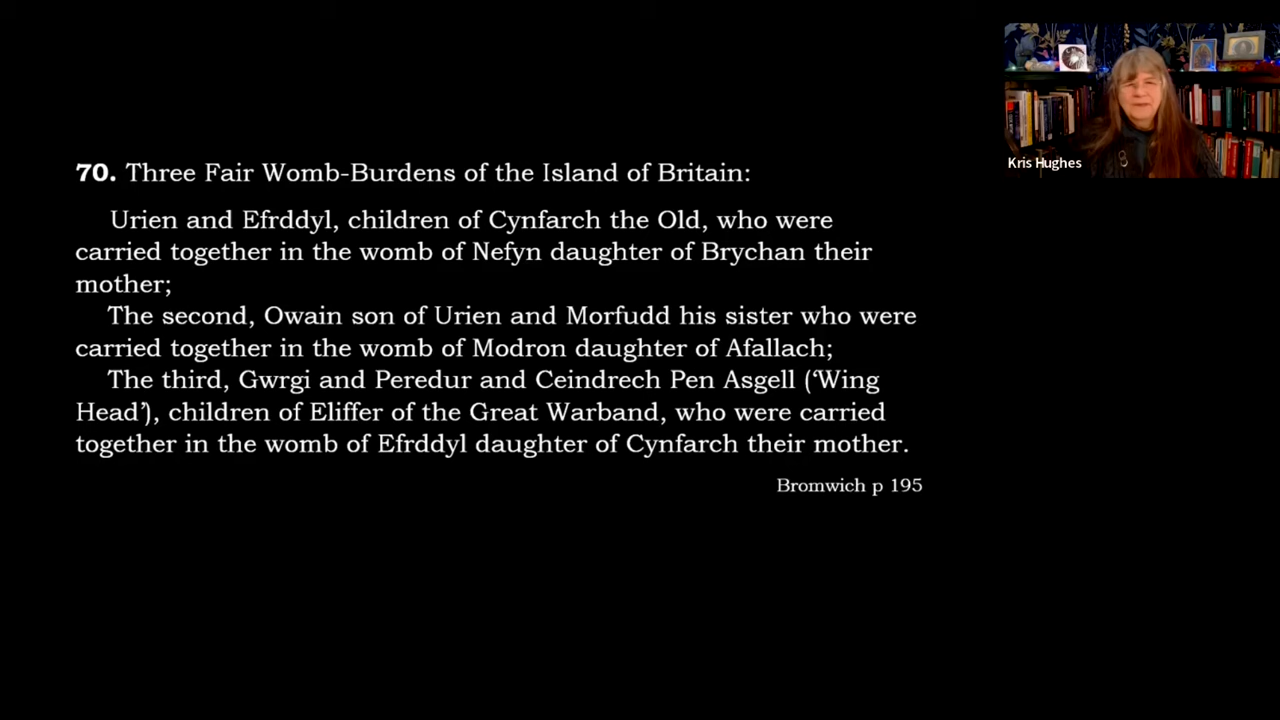 70. Three Fair Womb-Burdens of the Island of Britain:
Urien and Efrddyl, children of Cynfarch the Old, who were
carried together in the womb of Nefyn daughter of Brychan their
mother;
The second, Owain son of Urien and Morfudd his sister who were
carried together in the womb of Modron daughter of Afallach;
The third, Gwrgi and Peredur and Ceindrech Pen Asgell (‘Wing
Head’), children of Eliffer of the Great Warband, who were carried
together in the womb of Efrddyl daughter of Cynfarch their mother.
Bromwich p 195
Kris Hughes